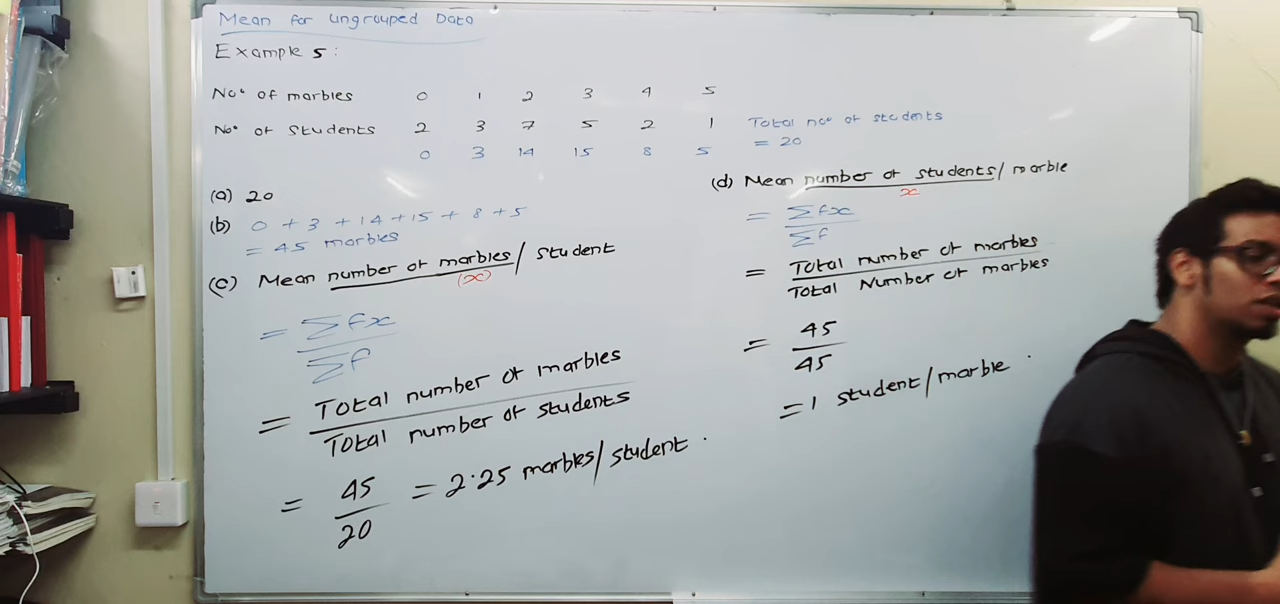 Mean for ungrouped Data
Example 5:
No. of marbles 0 1 2 3 4 5
No. of Students 2 3 7 5 2 1 Total no. of students
= 20
0 3 14 15 8 5
(a) 20
(b) 0 + 3 + 14 + 15 + 8 + 5
= 45 marbles
(c) Mean number of marbles / student
(x)
= Σfx
Σf
= Total number of marbles
Total number of students
= 45
20
= 2.25 marbles/student.
(d) Mean number of students / marble
x
= Σfx
Σf
= Total number of marbles
Total Number of marbles
= 45
45
= 1 student/marble.